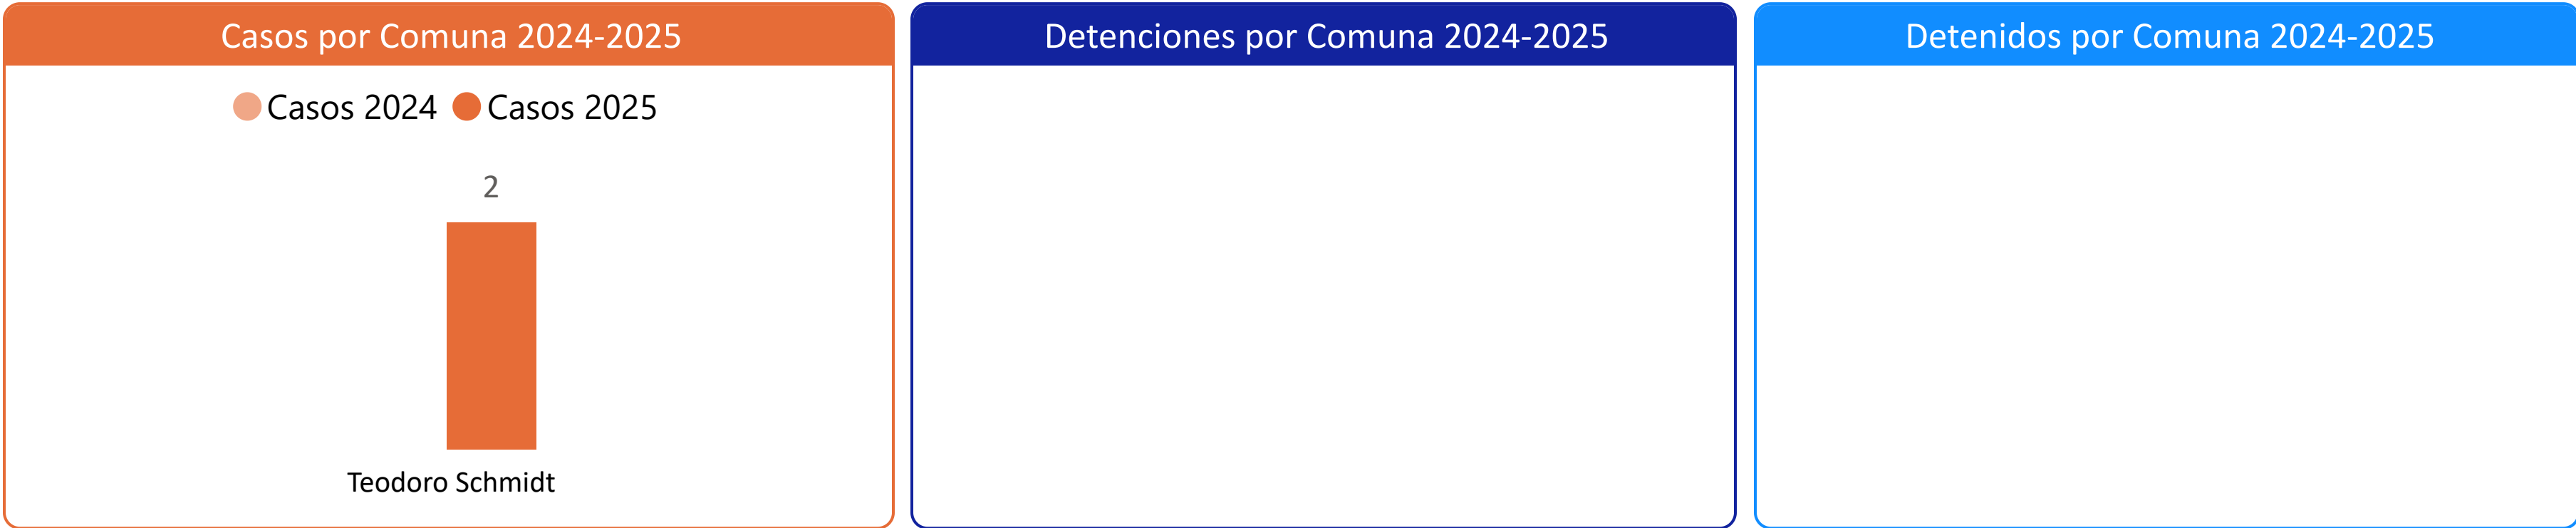 Casos por Comuna 2024-2025
Casos 2024 Casos 2025
2
Teodoro Schmidt
Detenciones por Comuna 2024-2025
Detenidos por Comuna 2024-2025